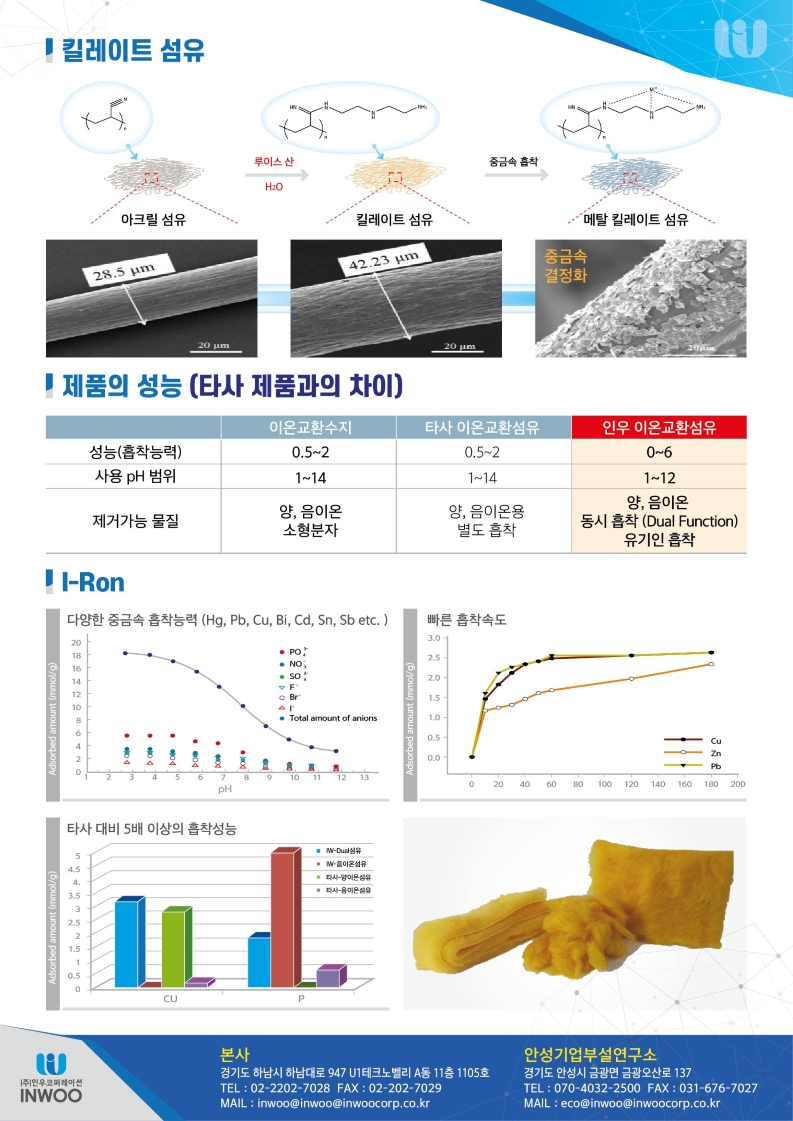 킬레이트 섬유
N
n
HN
H
N
N
H
NH₂
n
M⁺
HN
H
N
N
H
NH₂
n
루이스 산
H₂O
중금속 흡착
아크릴 섬유
킬레이트 섬유
메탈 킬레이트 섬유
28.5 μm
20 μm
42.23 μm
20 μm
중금속
결정화
20μm
제품의 성능 (타사 제품과의 차이)
이온교환수지 타사 이온교환섬유 인우 이온교환섬유
성능(흡착능력) 0.5~2 0.5~2 0~6
사용 pH 범위 1~14 1~14 1~12
제거가능 물질
양, 음이온
소형분자
양, 음이온용
별도 흡착
양, 음이온
동시 흡착 (Dual Function)
유기인 흡착
I-Ron
다양한 중금속 흡착능력 (Hg, Pb, Cu, Bi, Cd, Sn, Sb etc. )
Adsorbed amount (mmol/g)
20
18
16
14
12
10
8
6
4
2
0
1 2 3 4 5 6 7 8 9 10 11 12 13
pH
PO₄³⁻
NO₃⁻
SO₄²⁻
F⁻
Br⁻
I⁻
Total amount of anions
빠른 흡착속도
Adsorbed amount (mmol/g)
3.0
2.5
2.0
1.5
1.0
0.5
0.0
0 20 40 60 80 100 120 140 160 180 200
Cu
Zn
Pb
타사 대비 5배 이상의 흡착성능
Adsorbed amount (mmol/g)
5
4.5
4.
3.5
3
2.5
2
1.5
1
0.5
0
CU P
IW-Dual섬유
IW-음이온섬유
타사-양이온섬유
타사-음이온섬유
(주)인우코퍼레이션
INWOO
본사
경기도 하남시 하남대로 947 U1테크노벨리 A동 11층 1105호
TEL : 02-2202-7028 FAX : 02-202-7029
MAIL : inwoo@inwoo@inwoocorp.co.kr
안성기업부설연구소
경기도 안성시 금광면 금광오산로 137
TEL : 070-4032-2500 FAX : 031-676-7027
MAIL : eco@inwoo@inwoocorp.co.kr